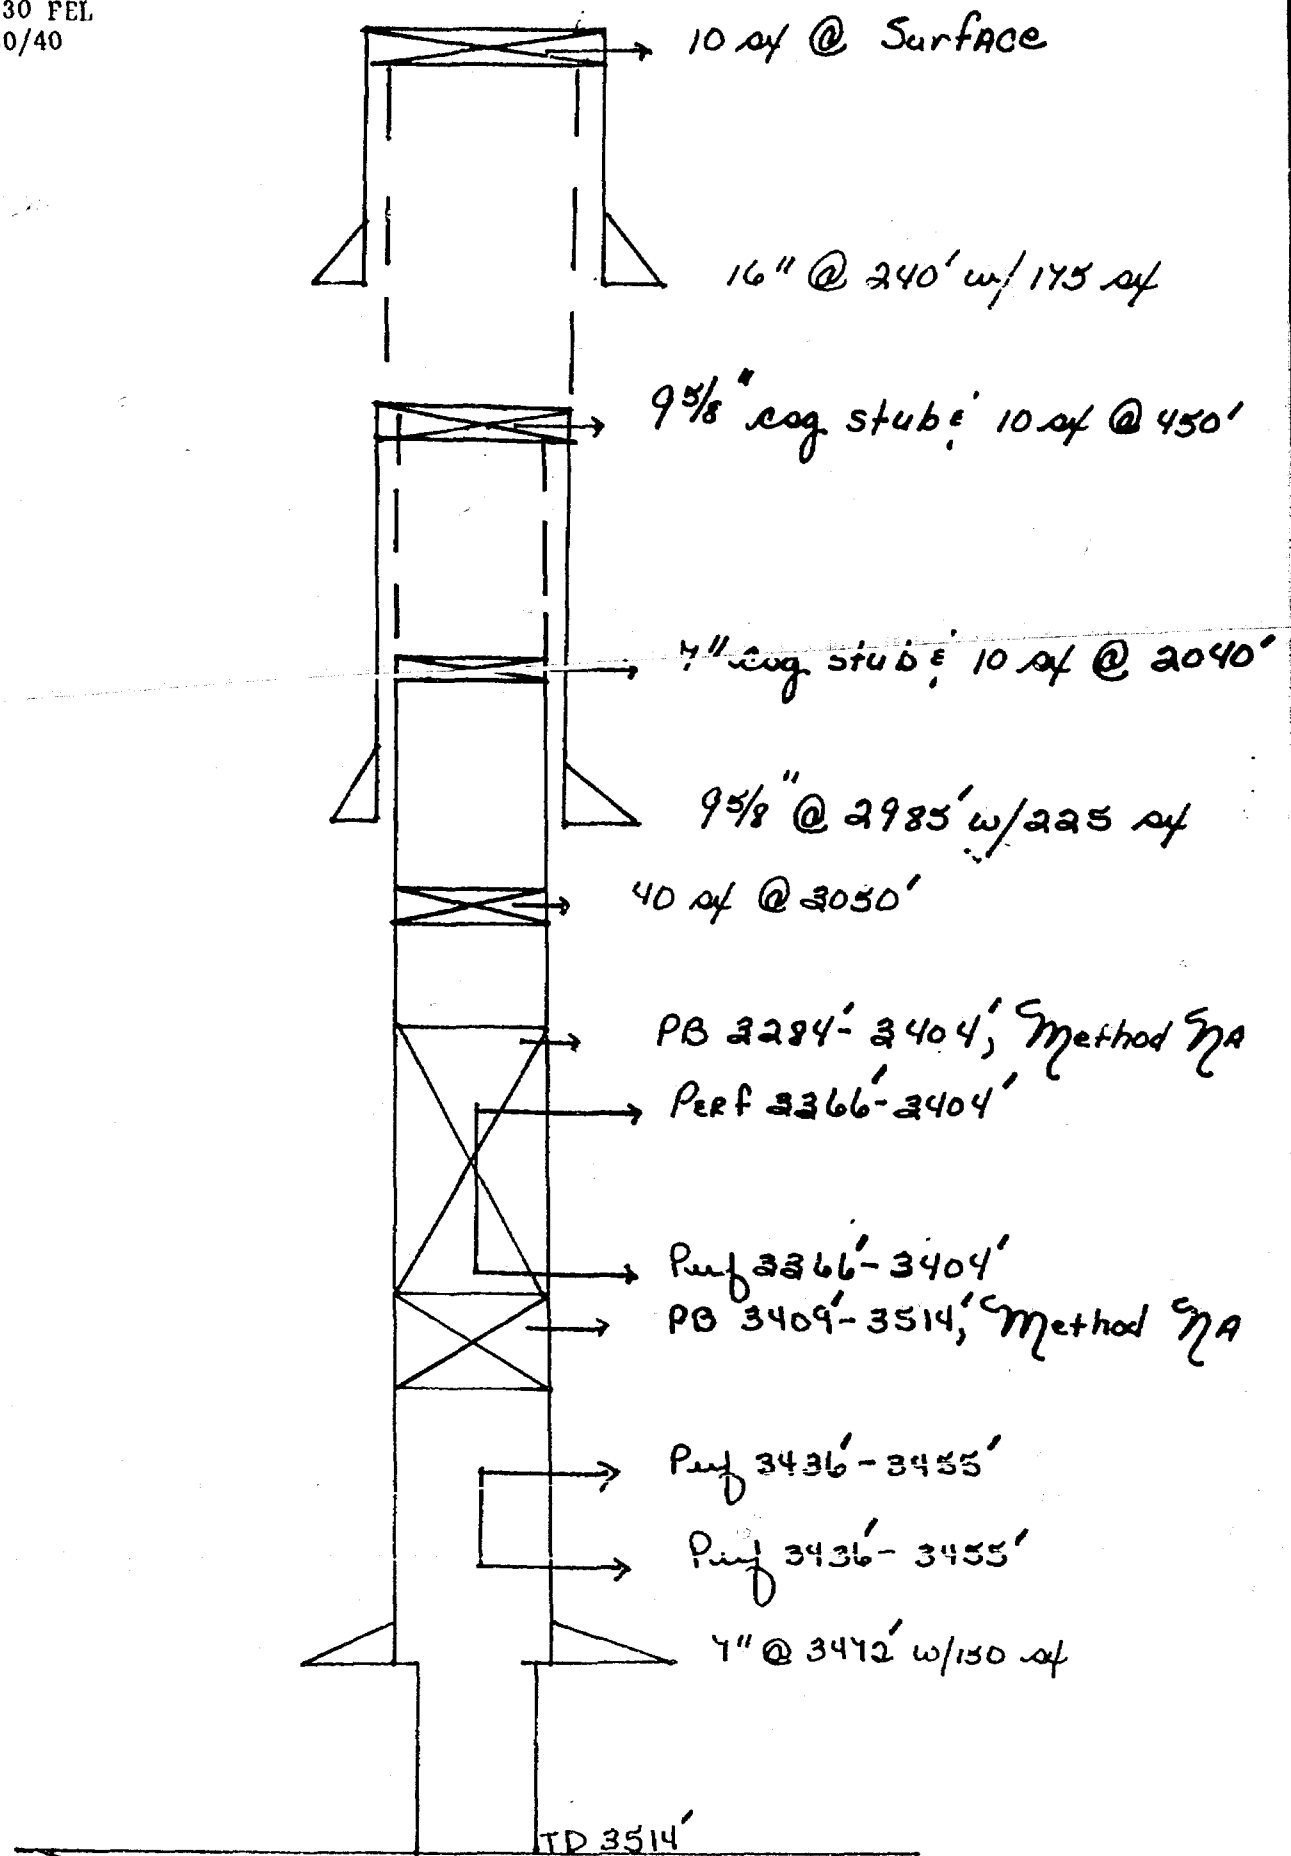 30 FEL
0/40
10 sx @ Surface
16" @ 240' w/ 175 sx
9 5/8" csg stub & 10 sx @ 450'
7" csg stub & 10 sx @ 2040'
9 5/8" @ 2985' w/225 sx
40 sx @ 3050'
PB 3284'-3404', Method NA
PERf 3366'-3404'
Perf 3366'-3404'
PB 3409'-3514', Method NA
Perf 3436'-3455'
Perf 3436'-3455'
7" @ 3472' w/150 sx
TD 3514'